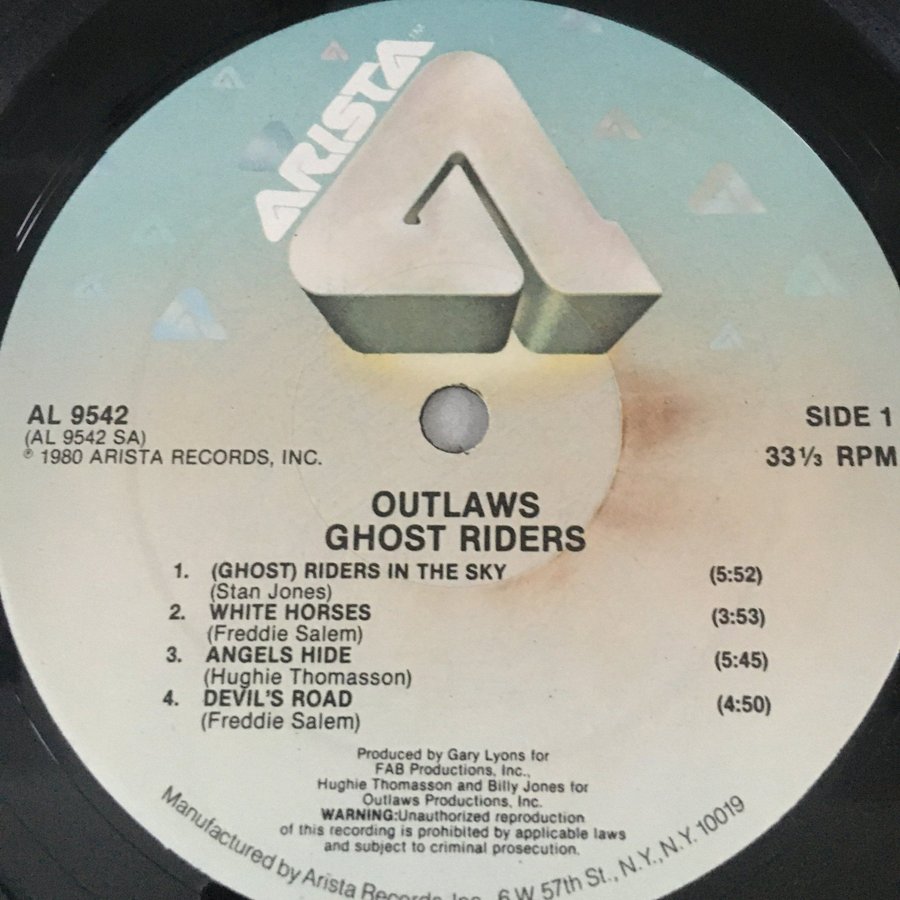 ARISTA™
AL 9542
(AL 9542 SA)
℗ 1980 ARISTA RECORDS, INC.
SIDE 1
33⅓ RPM
OUTLAWS
GHOST RIDERS
1. (GHOST) RIDERS IN THE SKY (5:52)
(Stan Jones)
2. WHITE HORSES (3:53)
(Freddie Salem)
3. ANGELS HIDE (5:45)
(Hughie Thomasson)
4. DEVIL'S ROAD (4:50)
(Freddie Salem)
Produced by Gary Lyons for
FAB Productions, Inc.,
Hughie Thomasson and Billy Jones for
Outlaws Productions, Inc.
WARNING:Unauthorized reproduction
of this recording is prohibited by applicable laws
and subject to criminal prosecution.
Manufactured by Arista Records, Inc., 6 W. 57th St., N.Y., N.Y. 10019